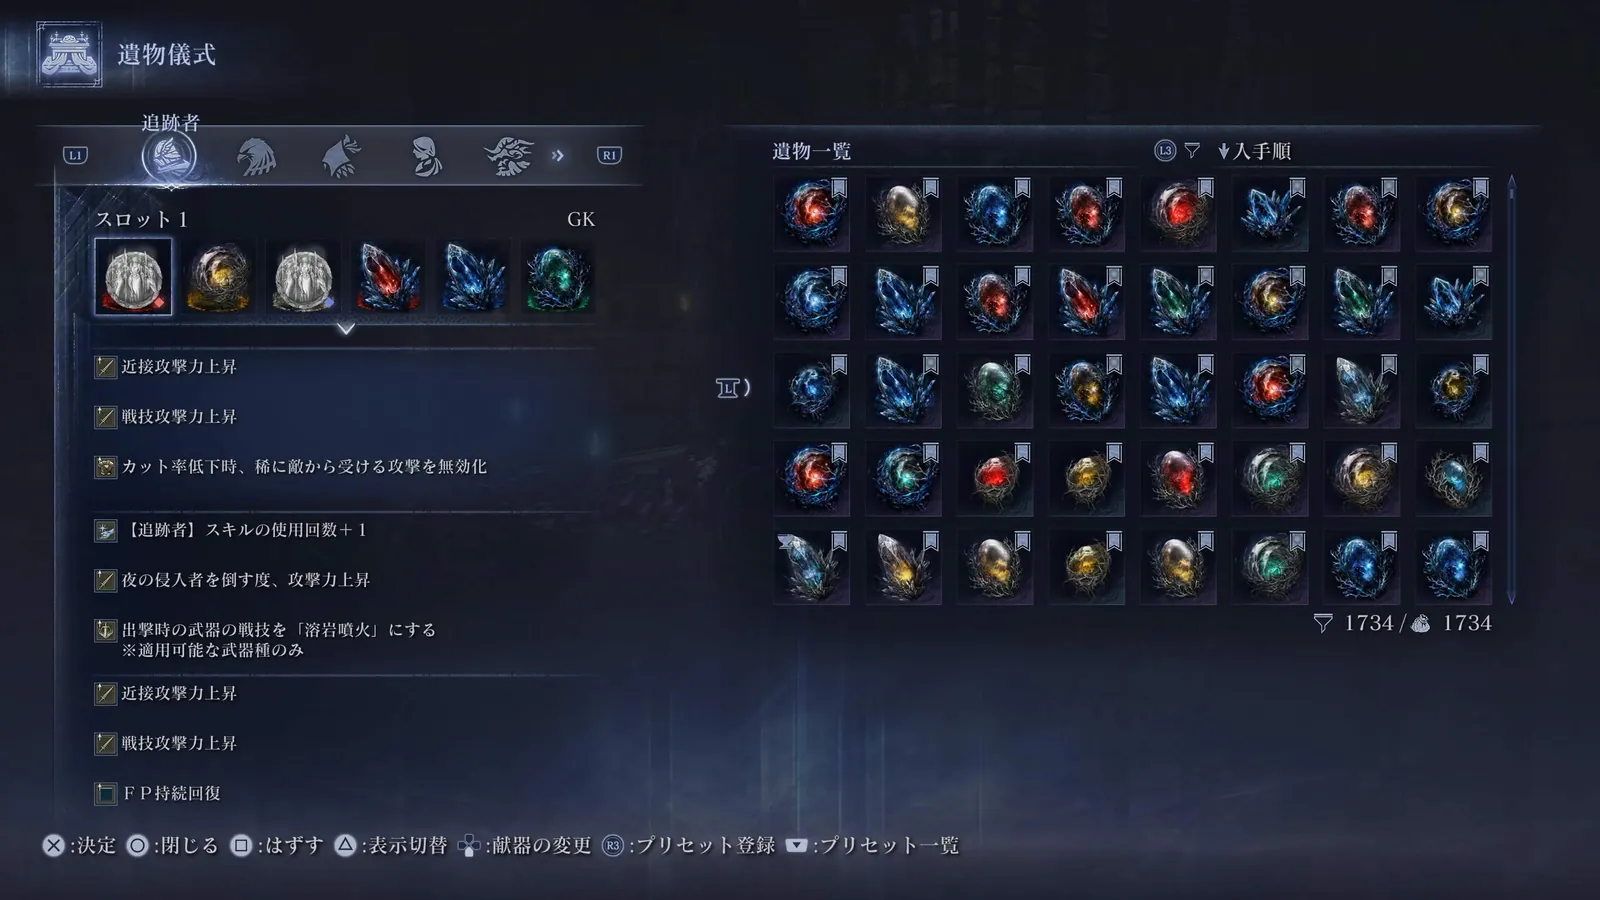 遺物儀式
追跡者
L1
R1
スロット1
GK
近接攻撃力上昇
戦技攻撃力上昇
カット率低下時、稀に敵から受ける攻撃を無効化
【追跡者】スキルの使用回数+1
夜の侵入者を倒す度、攻撃力上昇
出撃時の武器の戦技を「溶岩噴火」にする
※適用可能な武器種のみ
近接攻撃力上昇
戦技攻撃力上昇
FP持続回復
L
遺物一覧
L3
入手順
1734/1734
:決定 :閉じる :はずす :表示切替 :献器の変更 R3:プリセット登録 :プリセット一覧